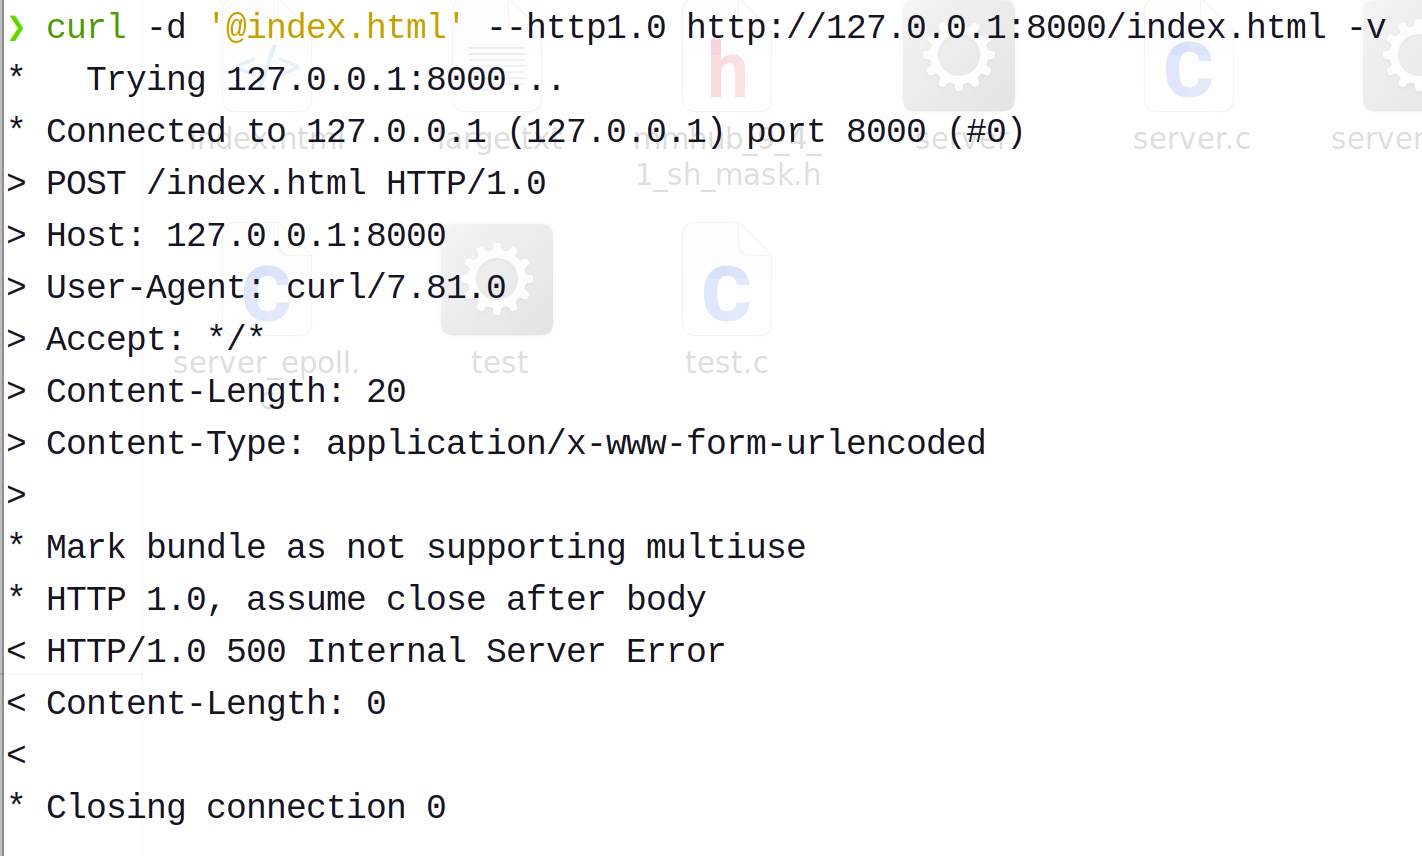 ❯ curl -d '@index.html' --http1.0 http://127.0.0.1:8000/index.html -v
*   Trying 127.0.0.1:8000...
* Connected to 127.0.0.1 (127.0.0.1) port 8000 (#0)
> POST /index.html HTTP/1.0
> Host: 127.0.0.1:8000
> User-Agent: curl/7.81.0
> Accept: */*
> Content-Length: 20
> Content-Type: application/x-www-form-urlencoded
>
* Mark bundle as not supporting multiuse
* HTTP 1.0, assume close after body
< HTTP/1.0 500 Internal Server Error
< Content-Length: 0
<
* Closing connection 0
</>
h
c
index.html
large.txt
server
server.c
server
1_sh_mask.h
c
c
server_epoll.
c
test
test.c